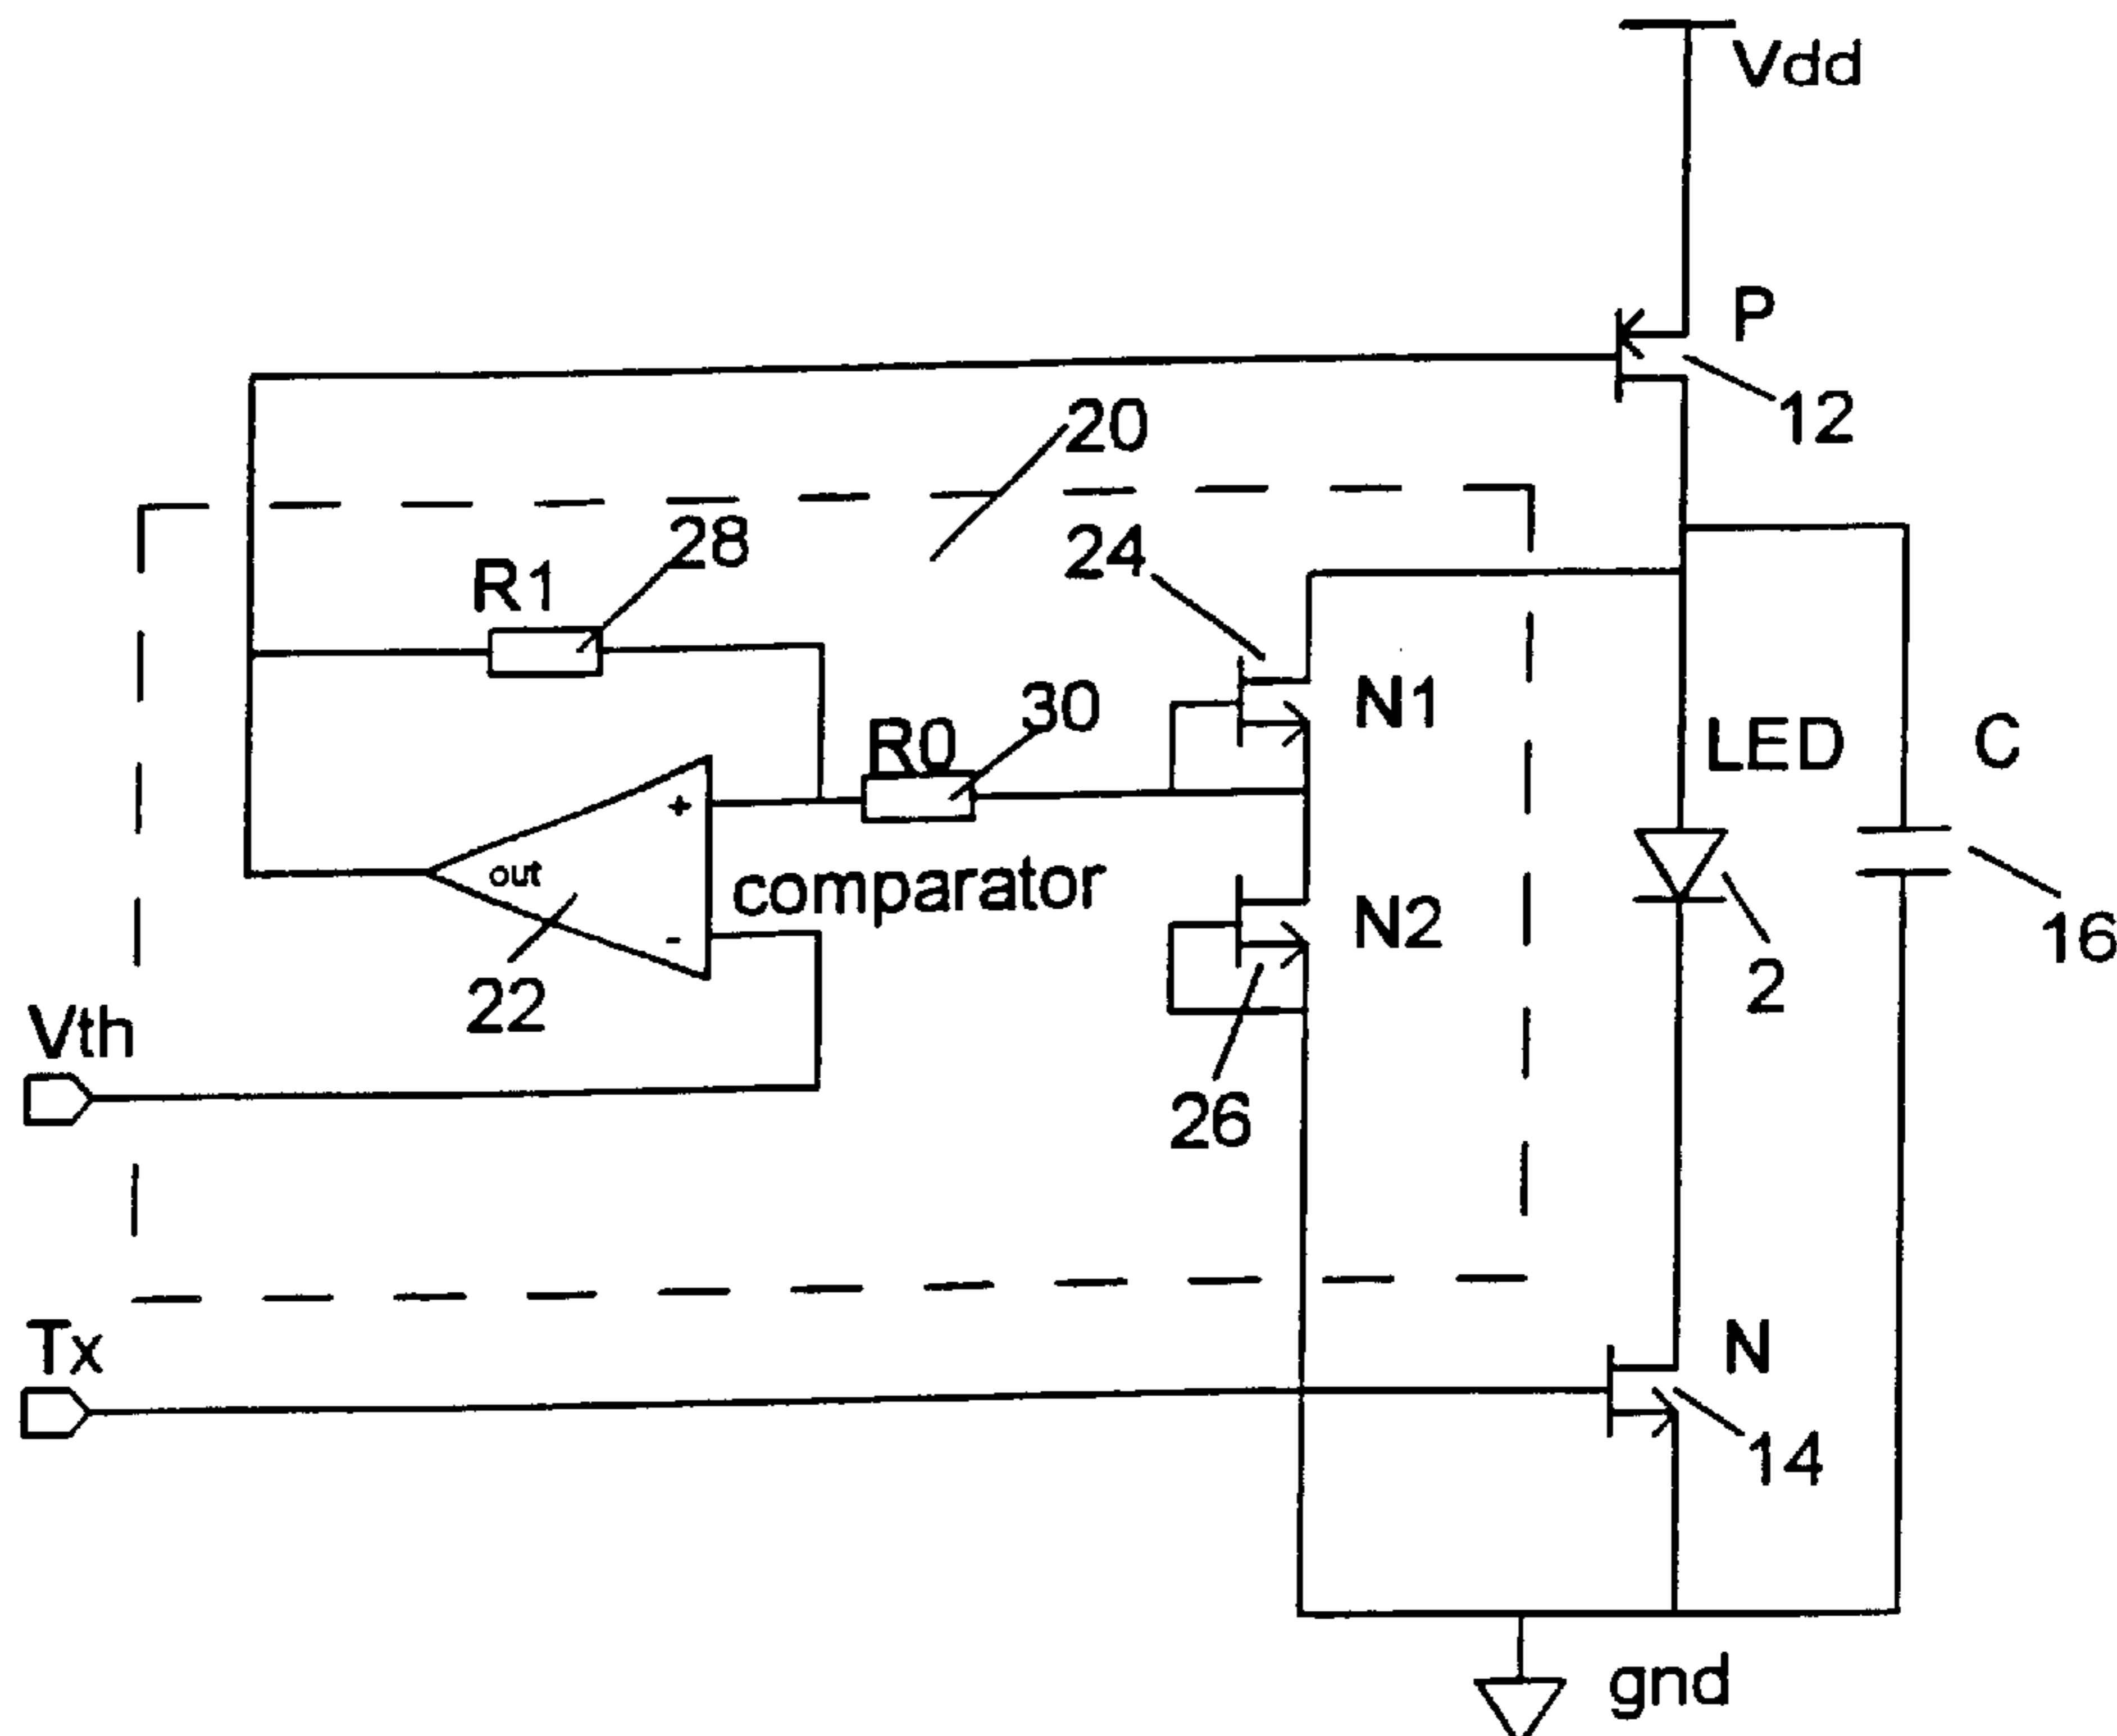 Vdd
P
12
20
28
24
R1
30
N1
R0
LED
C
+
out
comparator
-
N2
16
22
2
Vth
26
Tx
N
14
gnd